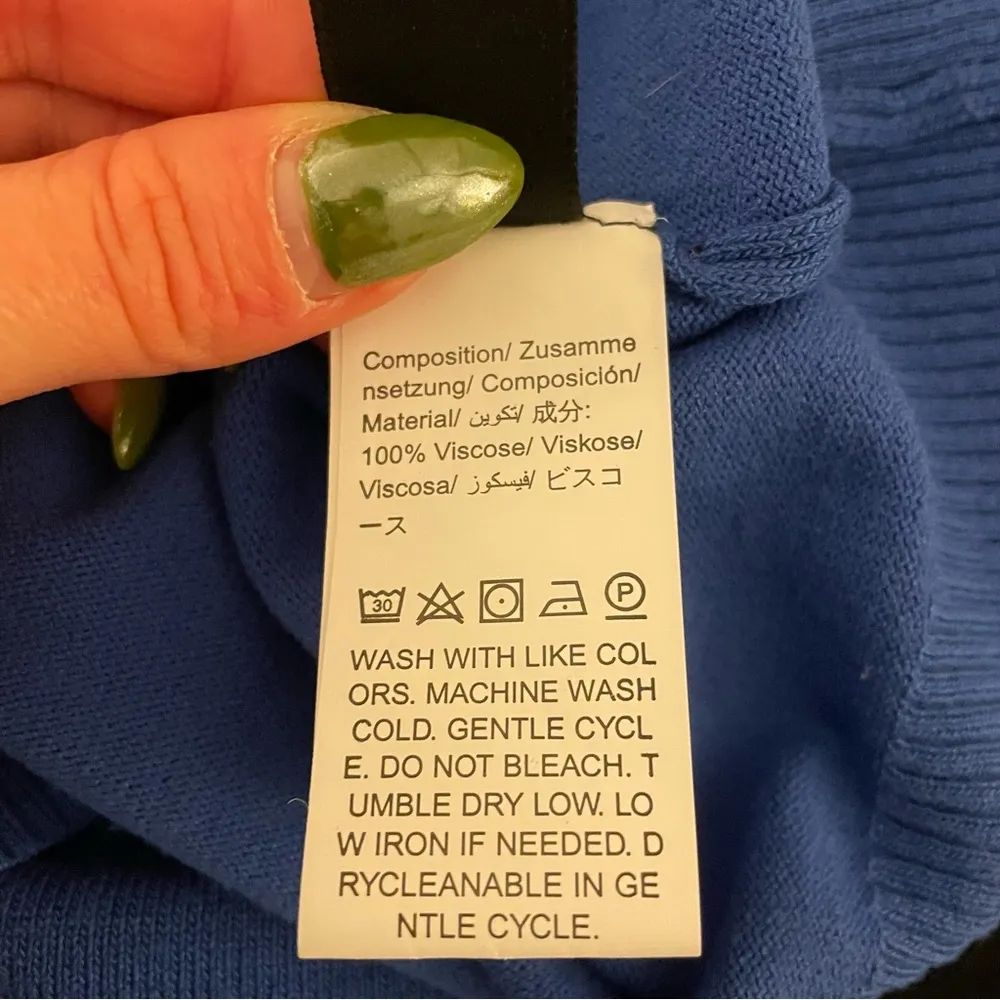 Composition/ Zusamme
nsetzung/ Composición/
Material/ تكوين/ 成分:
100% Viscose/ Viskose/
Viscosa/ فيسكوز/ ビスコ
ース
30 P
WASH WITH LIKE COL
ORS. MACHINE WASH
COLD. GENTLE CYCL
E. DO NOT BLEACH. T
UMBLE DRY LOW. LO
W IRON IF NEEDED. D
RYCLEANABLE IN GE
NTLE CYCLE.